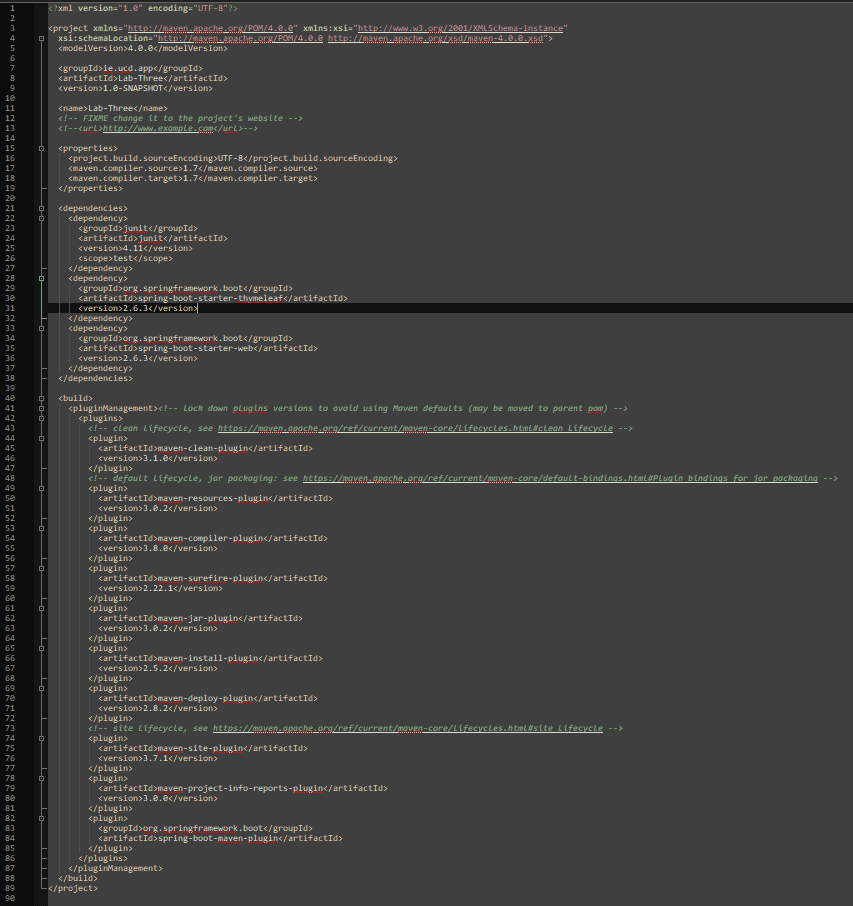 1 <?xml version="1.0" encoding="UTF-8"?>
2
3 <project xmlns="http://maven.apache.org/POM/4.0.0" xmlns:xsi="http://www.w3.org/2001/XMLSchema-instance"
4 xsi:schemaLocation="http://maven.apache.org/POM/4.0.0 http://maven.apache.org/xsd/maven-4.0.0.xsd">
5 <modelVersion>4.0.0</modelVersion>
6
7 <groupId>ie.ucd.app</groupId>
8 <artifactId>Lab-Three</artifactId>
9 <version>1.0-SNAPSHOT</version>
10
11 <name>Lab-Three</name>
12 <!-- FIXME change it to the project's website -->
13 <!--<url>http://www.example.com</url>-->
14
15 <properties>
16 <project.build.sourceEncoding>UTF-8</project.build.sourceEncoding>
17 <maven.compiler.source>1.7</maven.compiler.source>
18 <maven.compiler.target>1.7</maven.compiler.target>
19 </properties>
20
21 <dependencies>
22 <dependency>
23 <groupId>junit</groupId>
24 <artifactId>junit</artifactId>
25 <version>4.11</version>
26 <scope>test</scope>
27 </dependency>
28 <dependency>
29 <groupId>org.springframework.boot</groupId>
30 <artifactId>spring-boot-starter-thymeleaf</artifactId>
31 <version>2.6.3</version>
32 </dependency>
33 <dependency>
34 <groupId>org.springframework.boot</groupId>
35 <artifactId>spring-boot-starter-web</artifactId>
36 <version>2.6.3</version>
37 </dependency>
38 </dependencies>
39
40 <build>
41 <pluginManagement><!-- lock down plugins versions to avoid using Maven defaults (may be moved to parent pom) -->
42 <plugins>
43 <!-- clean lifecycle, see https://maven.apache.org/ref/current/maven-core/lifecycles.html#clean_Lifecycle -->
44 <plugin>
45 <artifactId>maven-clean-plugin</artifactId>
46 <version>3.1.0</version>
47 </plugin>
48 <!-- default lifecycle, jar packaging: see https://maven.apache.org/ref/current/maven-core/default-bindings.html#Plugin_bindings_for_jar_packaging -->
49 <plugin>
50 <artifactId>maven-resources-plugin</artifactId>
51 <version>3.0.2</version>
52 </plugin>
53 <plugin>
54 <artifactId>maven-compiler-plugin</artifactId>
55 <version>3.8.0</version>
56 </plugin>
57 <plugin>
58 <artifactId>maven-surefire-plugin</artifactId>
59 <version>2.22.1</version>
60 </plugin>
61 <plugin>
62 <artifactId>maven-jar-plugin</artifactId>
63 <version>3.0.2</version>
64 </plugin>
65 <plugin>
66 <artifactId>maven-install-plugin</artifactId>
67 <version>2.5.2</version>
68 </plugin>
69 <plugin>
70 <artifactId>maven-deploy-plugin</artifactId>
71 <version>2.8.2</version>
72 </plugin>
73 <!-- site lifecycle, see https://maven.apache.org/ref/current/maven-core/lifecycles.html#site_Lifecycle -->
74 <plugin>
75 <artifactId>maven-site-plugin</artifactId>
76 <version>3.7.1</version>
77 </plugin>
78 <plugin>
79 <artifactId>maven-project-info-reports-plugin</artifactId>
80 <version>3.0.0</version>
81 </plugin>
82 <plugin>
83 <groupId>org.springframework.boot</groupId>
84 <artifactId>spring-boot-maven-plugin</artifactId>
85 </plugin>
86 </plugins>
87 </pluginManagement>
88 </build>
89 </project>
90